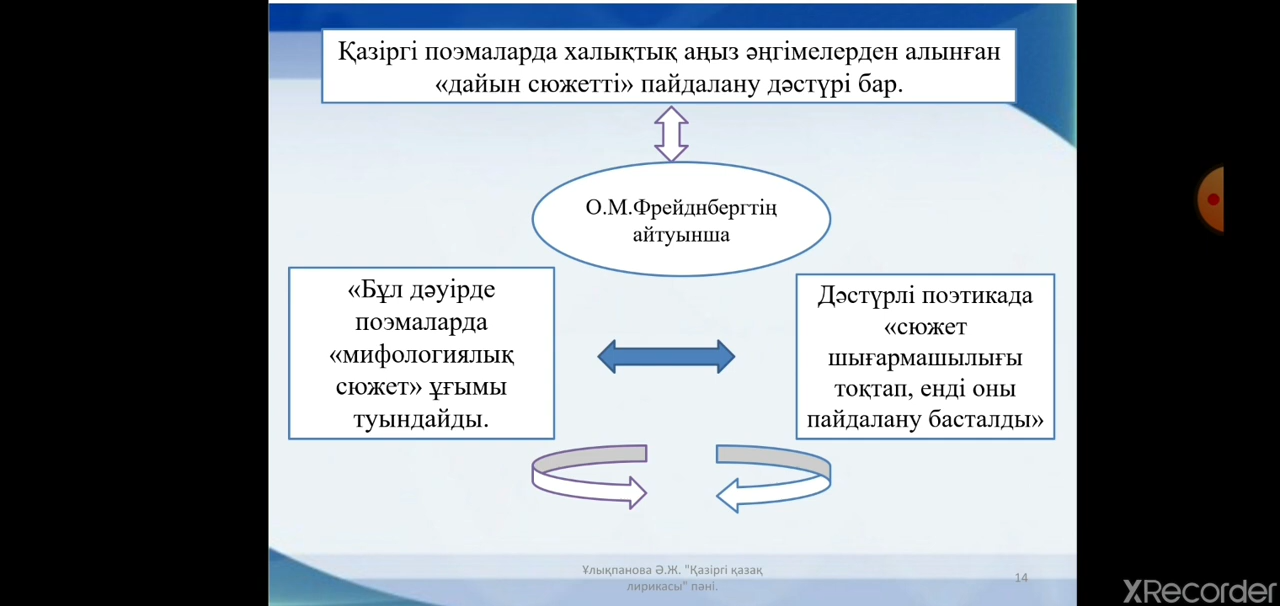 Қазіргі поэмаларда халықтық аңыз әңгімелерден алынған
«дайын сюжетті» пайдалану дәстүрі бар.
О.М.Фрейднбергтің
айтуынша
«Бұл дәуірде
поэмаларда
«мифологиялық
сюжет» ұғымы
туындайды.
Дәстүрлі поэтикада
«сюжет
шығармашылығы
тоқтап, енді оны
пайдалану басталды»
Ұлықпанова Ә.Ж. "Қазіргі қазақ
лирикасы" пәні.
14
XRecorder